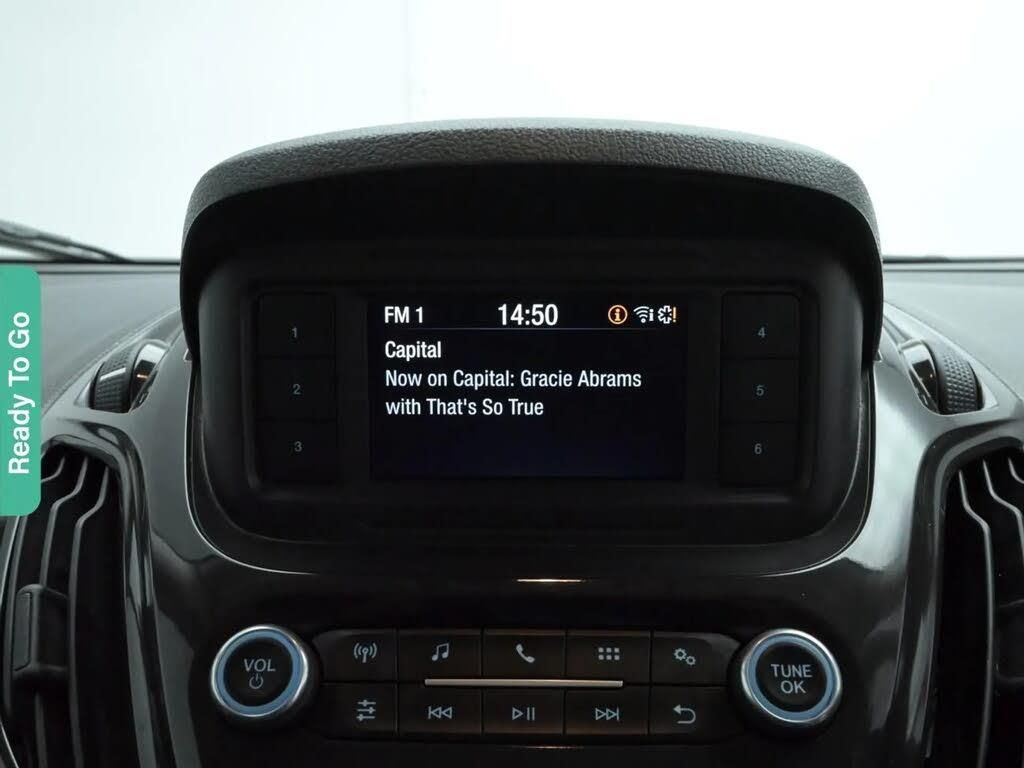 Ready To Go
FM 1 14:50
Capital
Now on Capital: Gracie Abrams
with That's So True
1
2
3
4
5
6
VOL
TUNE
OK